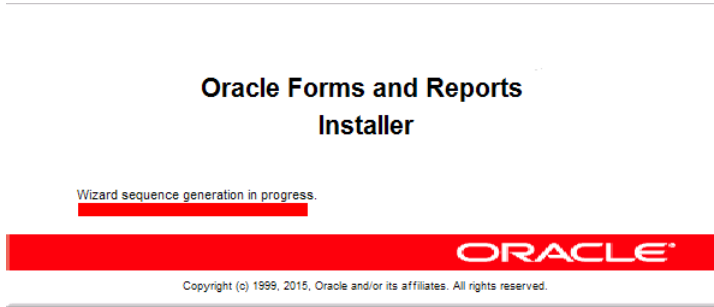 Oracle Forms and Reports
Installer
Wizard sequence generation in progress.
ORACLE®
Copyright (c) 1999, 2015, Oracle and/or its affiliates. All rights reserved.